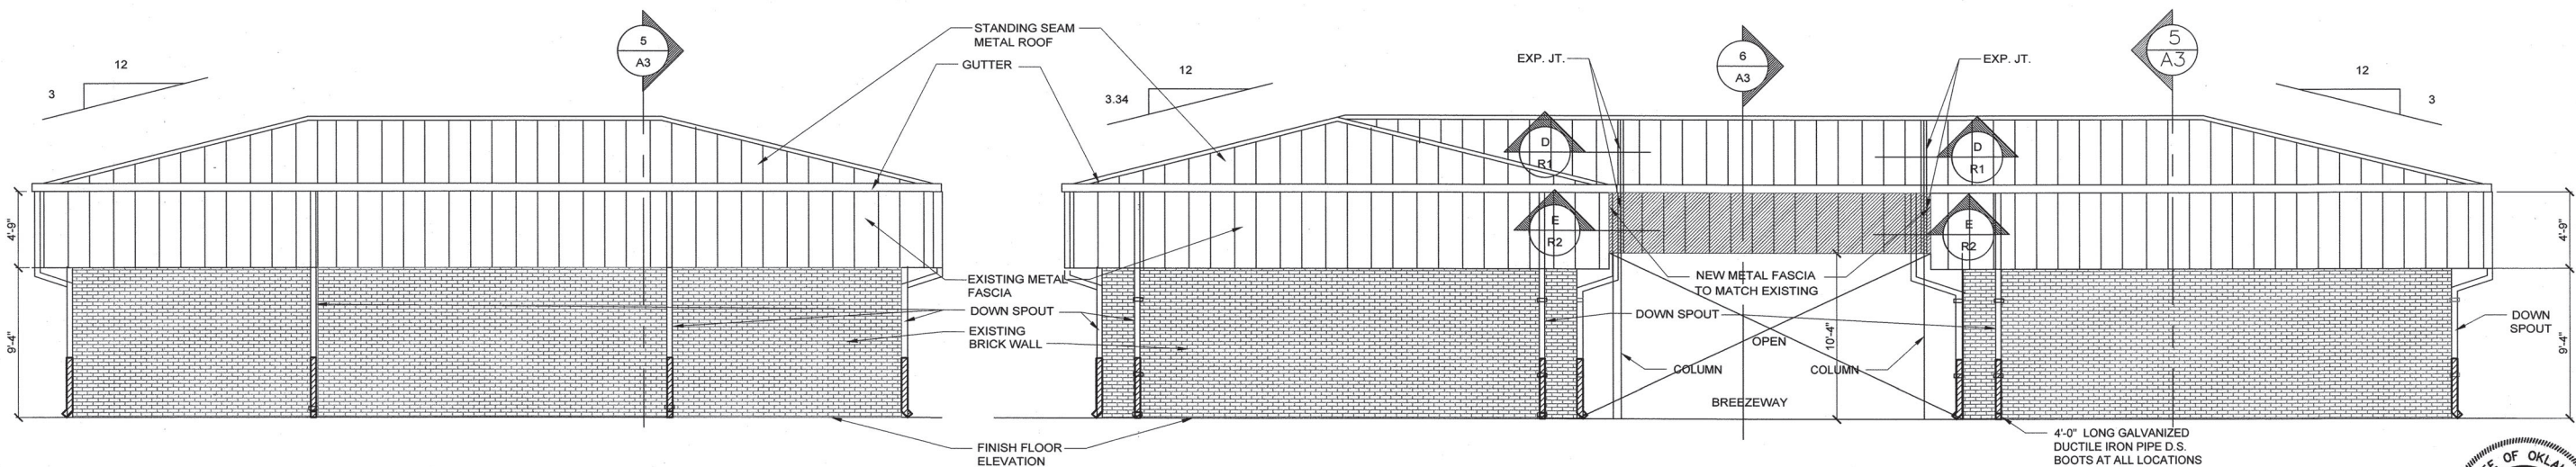 12
3
5
A3
STANDING SEAM
METAL ROOF
GUTTER
4'-9"
9'-4"
EXISTING METAL
FASCIA
DOWN SPOUT
EXISTING
BRICK WALL
FINISH FLOOR
ELEVATION
12
3.34
EXP. JT.
6
A3
EXP. JT.
5
A3
12
3
D
R1
D
R1
E
R2
E
R2
NEW METAL FASCIA
TO MATCH EXISTING
DOWN SPOUT
10'-4"
OPEN
COLUMN
COLUMN
BREEZEWAY
4'-9"
DOWN
SPOUT
9'-4"
4'-0" LONG GALVANIZED
DUCTILE IRON PIPE D.S.
BOOTS AT ALL LOCATIONS
OF